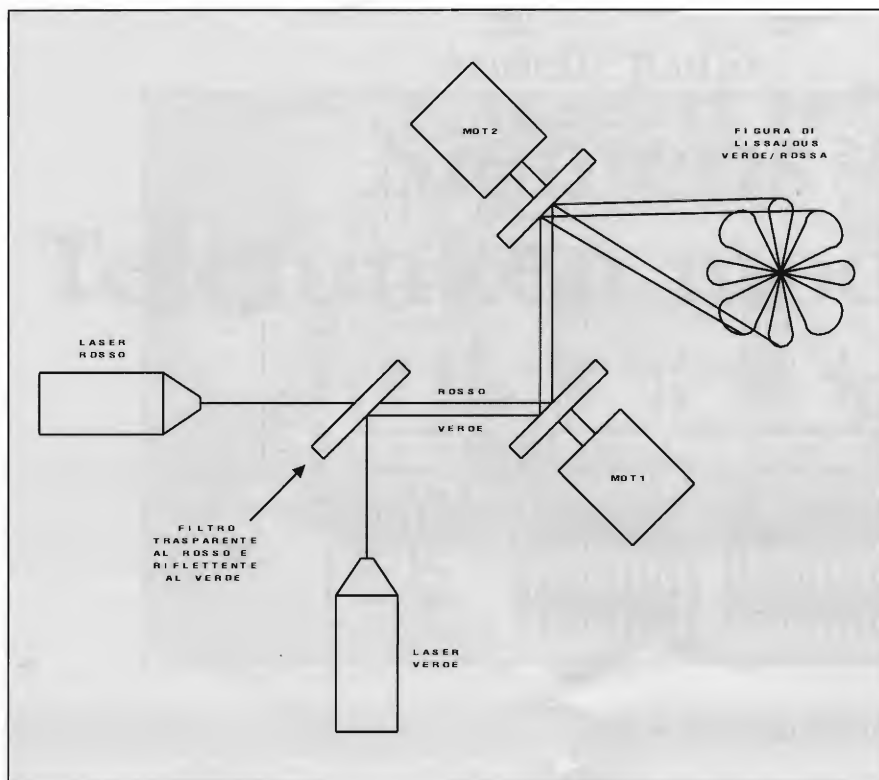 MOT2
FIGURA DI
LISSAJOUS
VERDE/ROSSA
LASER
ROSSO
ROSSO
VERDE
MOT1
FILTRO
TRASPARENTE
AL ROSSO E
RIFLETTENTE
AL VERDE
LASER
VERDE